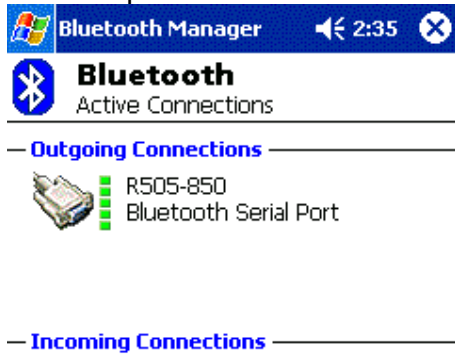 Bluetooth Manager 2:35
Bluetooth
Active Connections
Outgoing Connections
R505-850
Bluetooth Serial Port
Incoming Connections